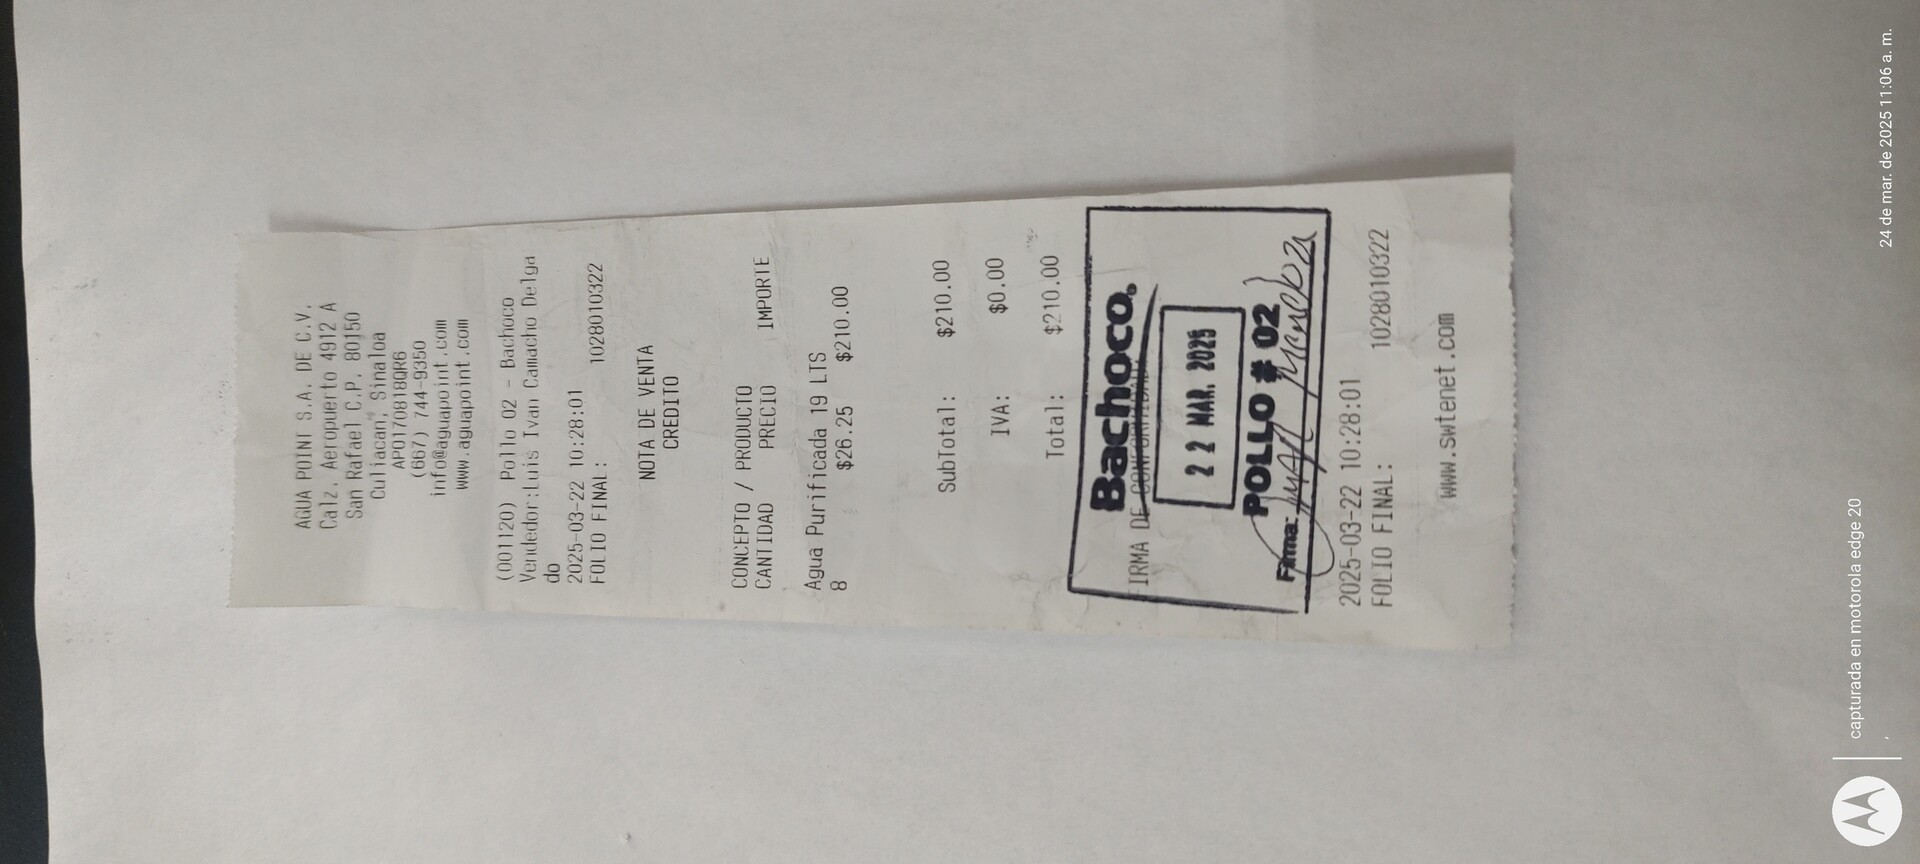 AGUA POINT S.A. DE C.V.
Calz. Aeropuerto 4912 A
San Rafael C.P. 80150
Culiacan, Sinaloa
APO170818QR6
(667) 744-9350
info@aguapoint.com
www.aguapoint.com
(001120) Pollo 02 - Bachoco
Vendedor:Luis Ivan Camacho Delga
do
2025-03-22 10:28:01
FOLIO FINAL: 1028010322
NOTA DE VENTA
CREDITO
CONCEPTO / PRODUCTO
CANTIDAD PRECIO IMPORTE
Agua Purificada 19 LTS
8 $26.25 $210.00
SubTotal: $210.00
IVA: $0.00
Total: $210.00
Bachoco.
FIRMA DE CONFORMIDAD
22 MAR. 2025
POLLO # 02
Firma:
2025-03-22 10:28:01
FOLIO FINAL: 1028010322
www.swtenet.com
capturada en motorola edge 20
24 de mar. de 2025 11:06 a. m.